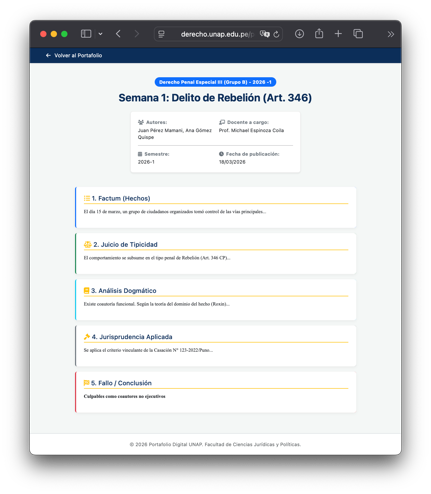 derecho.unap.edu.pe/
Volver al Portafolio
Derecho Penal Especial III (Grupo B) - 2026 -1
Semana 1: Delito de Rebelión (Art. 346)
Autores:
Juan Pérez Mamani, Ana Gómez
Quispe
Docente a cargo:
Prof. Michael Espinoza Coila
Semestre:
2026-1
Fecha de publicación:
18/03/2026
1. Factum (Hechos)
El día 15 de marzo, un grupo de ciudadanos organizados tomó control de las vías principales...
2. Juicio de Tipicidad
El comportamiento se subsume en el tipo penal de Rebelión (Art. 346 CP)...
3. Análisis Dogmático
Existe coautoría funcional. Según la teoría del dominio del hecho (Roxin)...
4. Jurisprudencia Aplicada
Se aplica el criterio vinculante de la Casación N° 123-2022/Puno...
5. Fallo / Conclusión
Culpables como coautores no ejecutivos
© 2026 Portafolio Digital UNAP. Facultad de Ciencias Jurídicas y Políticas.